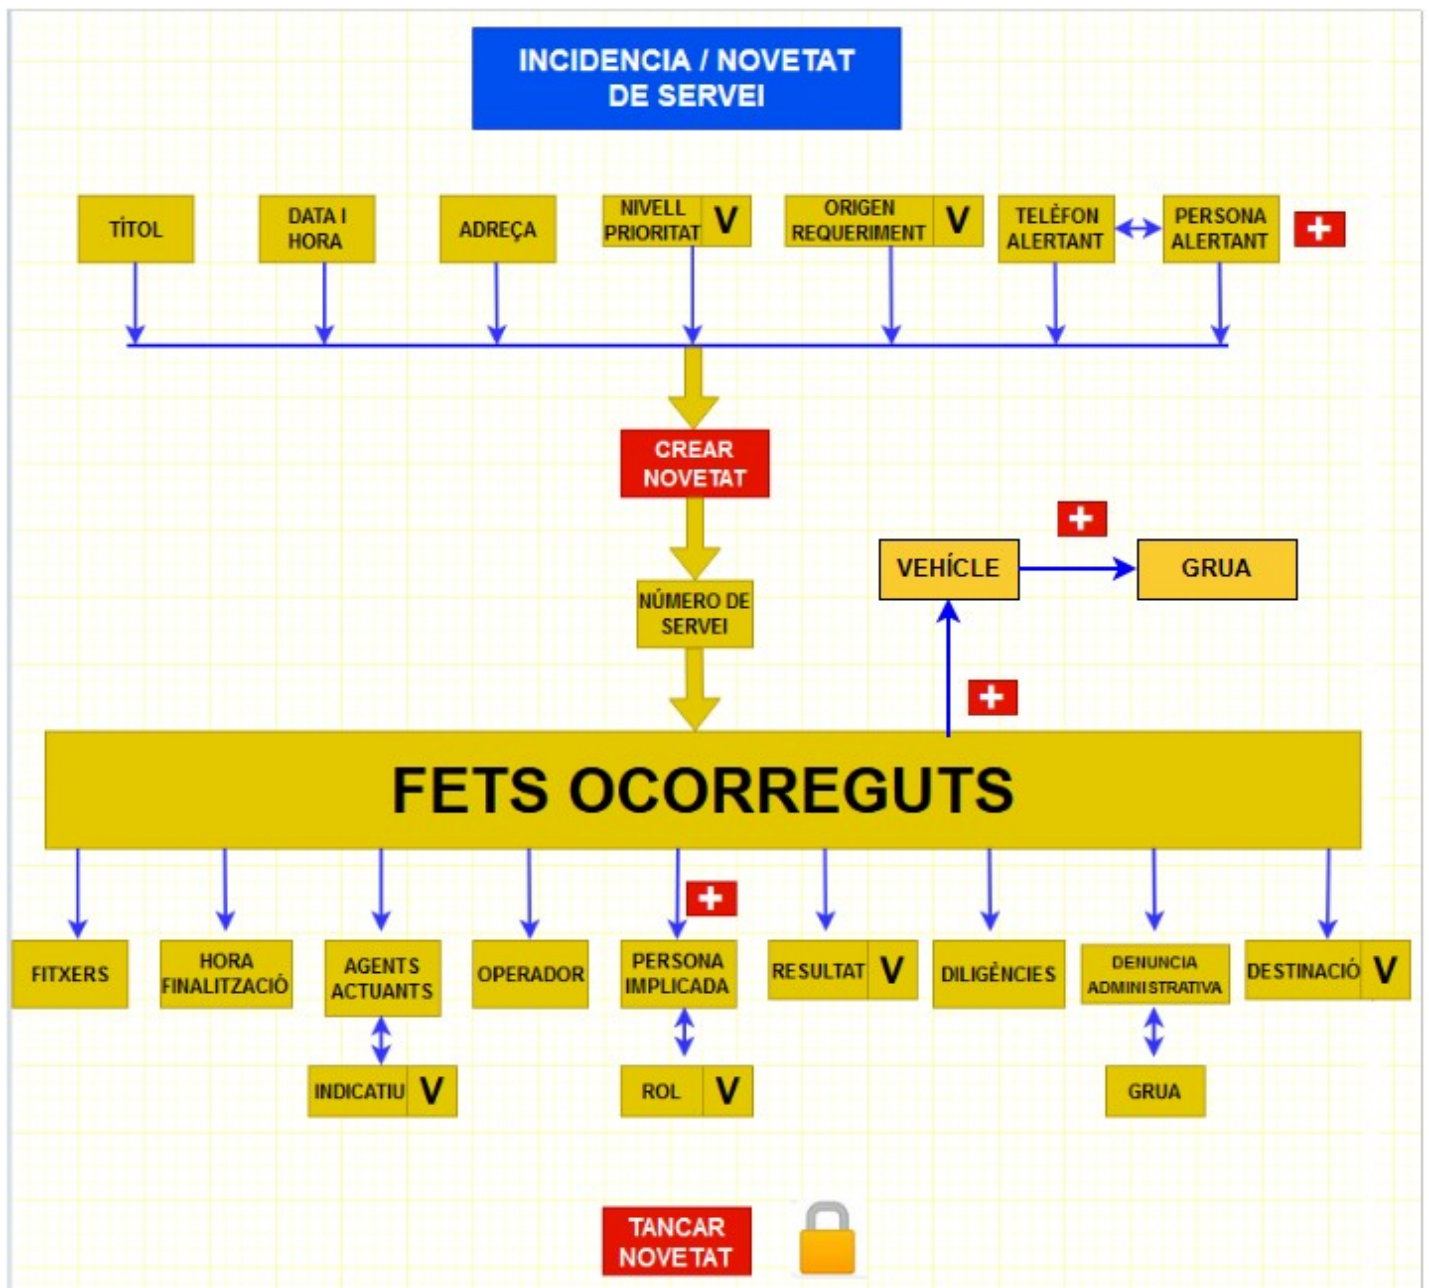 INCIDENCIA / NOVETAT
DE SERVEI
TÍTOL
DATA I
HORA
ADREÇA
NIVELL
PRIORITAT
V
ORIGEN
REQUERIMENT
V
TELÈFON
ALERTANT
PERSONA
ALERTANT
CREAR
NOVETAT
NÚMERO DE
SERVEI
VEHÍCLE
GRUA
FETS OCORREGUTS
FITXERS
HORA
FINALITZACIÓ
AGENTS
ACTUANTS
OPERADOR
PERSONA
IMPLICADA
RESULTAT
V
DILIGÈNCIES
DENUNCIA
ADMINISTRATIVA
DESTINACIÓ
V
INDICATIU
V
ROL
V
GRUA
TANCAR
NOVETAT